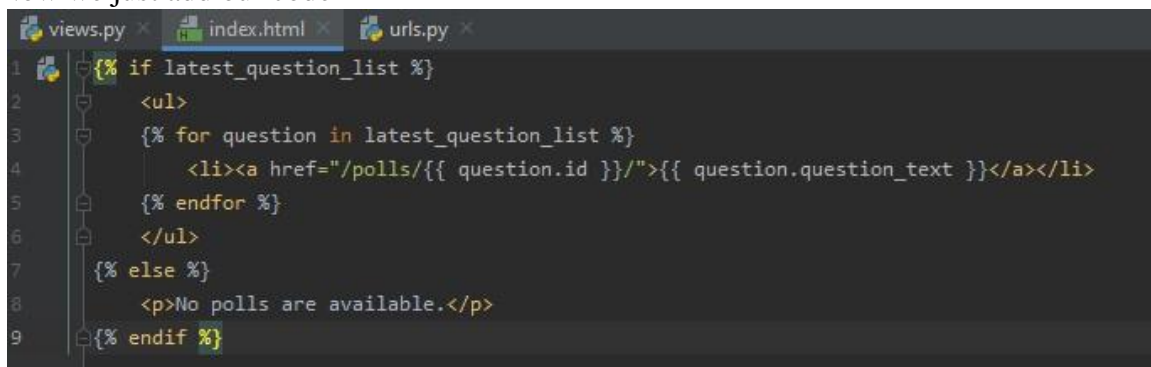 views.py index.html urls.py
1 {% if latest_question_list %}
2 <ul>
3 {% for question in latest_question_list %}
4 <li><a href="/polls/{{ question.id }}/">{{ question.question_text }}</a></li>
5 {% endfor %}
6 </ul>
7 {% else %}
8 <p>No polls are available.</p>
9 {% endif %}